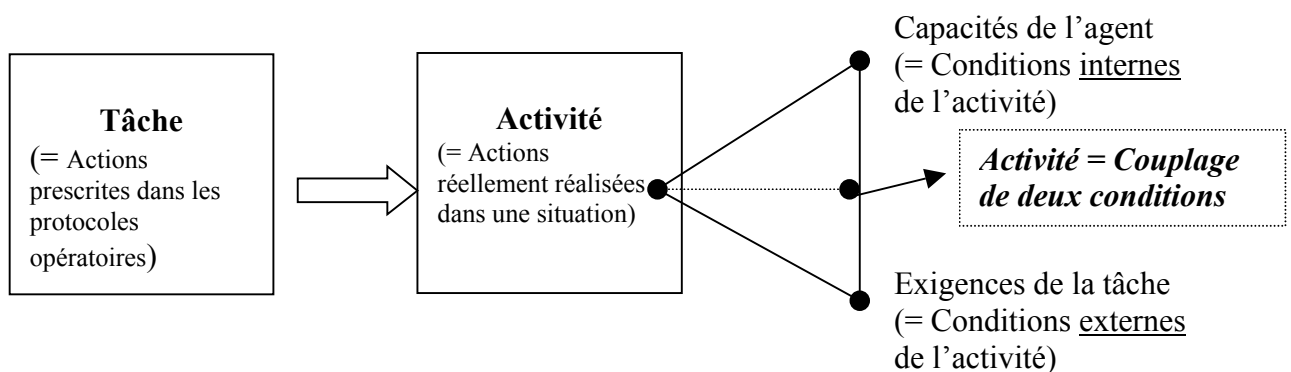 Tâche
(= Actions
prescrites dans les
protocoles
opératoires)
Activité
(= Actions
réellement réalisées
dans une situation)
Capacités de l’agent
(= Conditions internes
de l’activité)
Activité = Couplage
de deux conditions
Exigences de la tâche
(= Conditions externes
de l’activité)